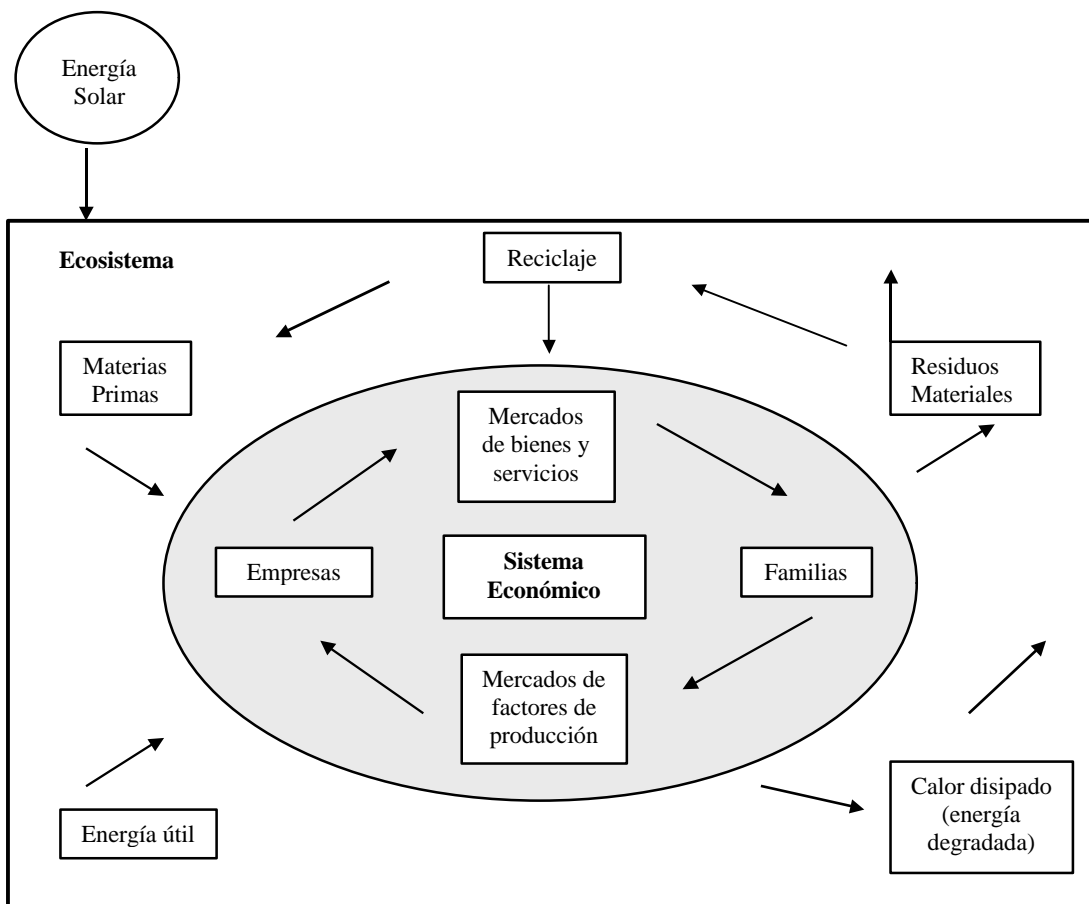 Energía
Solar
Ecosistema
Reciclaje
Materias
Primas
Residuos
Materiales
Mercados
de bienes y
servicios
Empresas
Sistema
Económico
Familias
Mercados de
factores de
producción
Energía útil
Calor disipado
(energía
degradada)